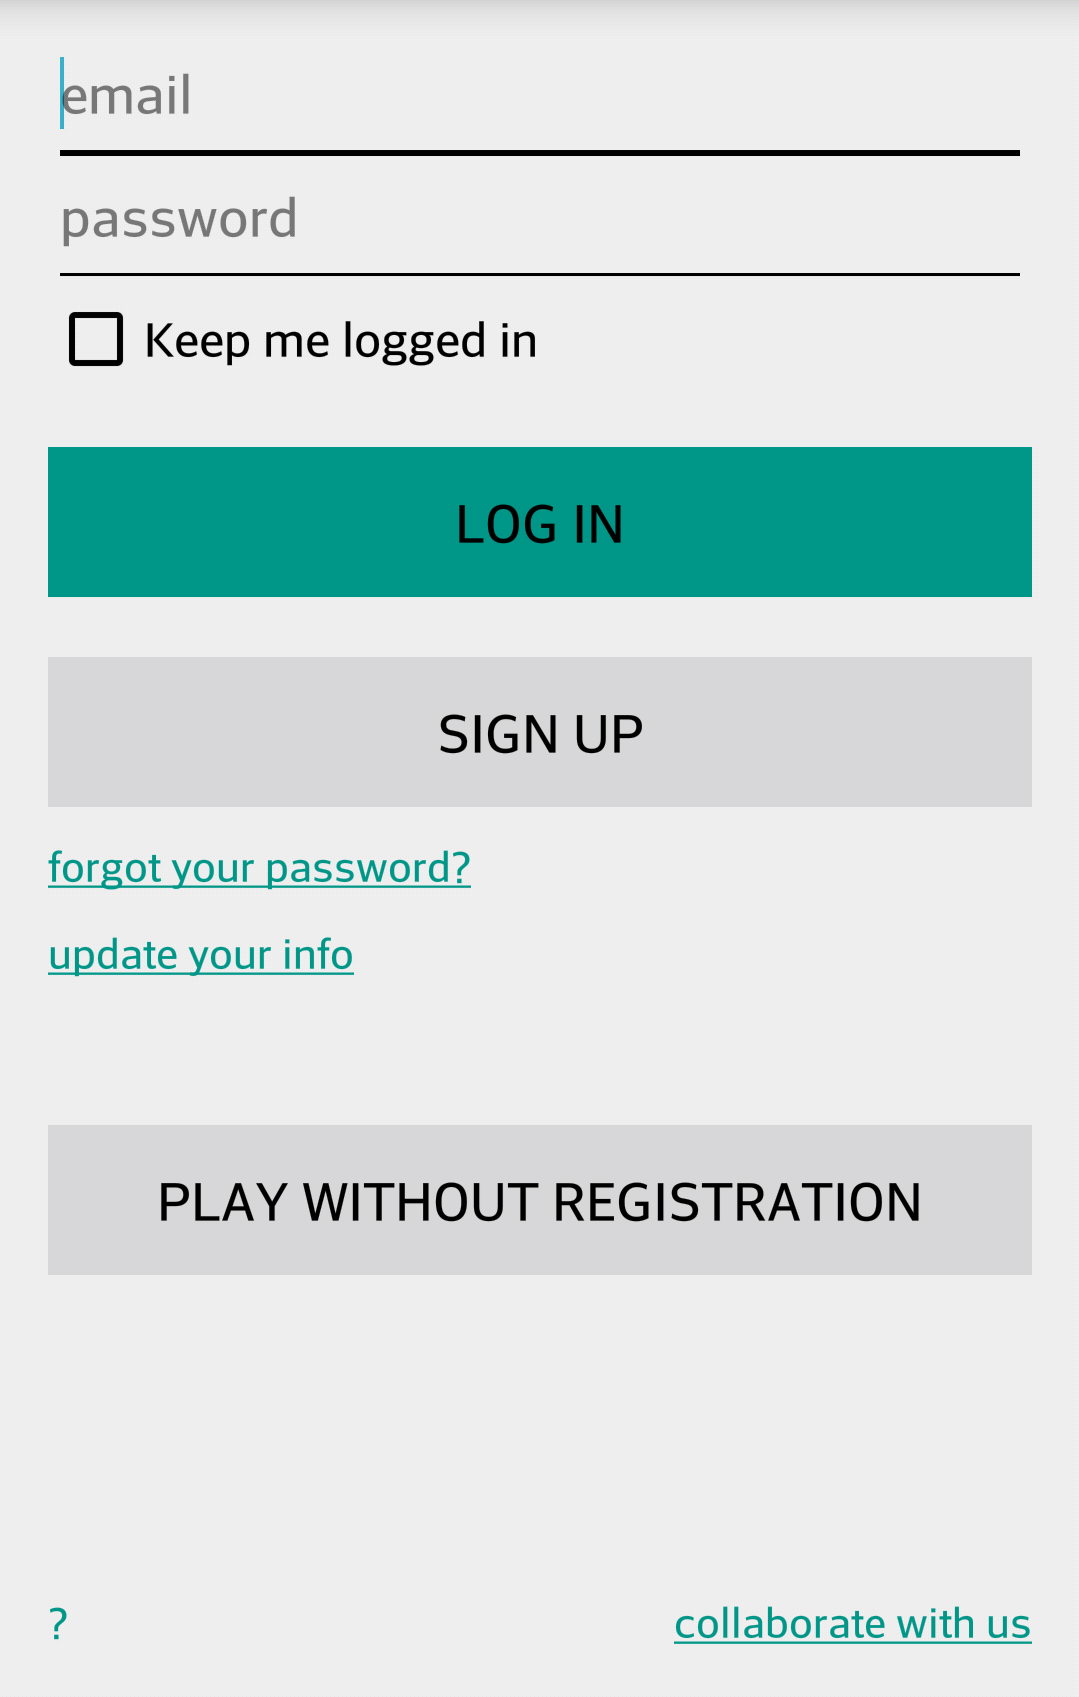 email
password
Keep me logged in
LOG IN
SIGN UP
forgot your password?
update your info
PLAY WITHOUT REGISTRATION
?
collaborate with us